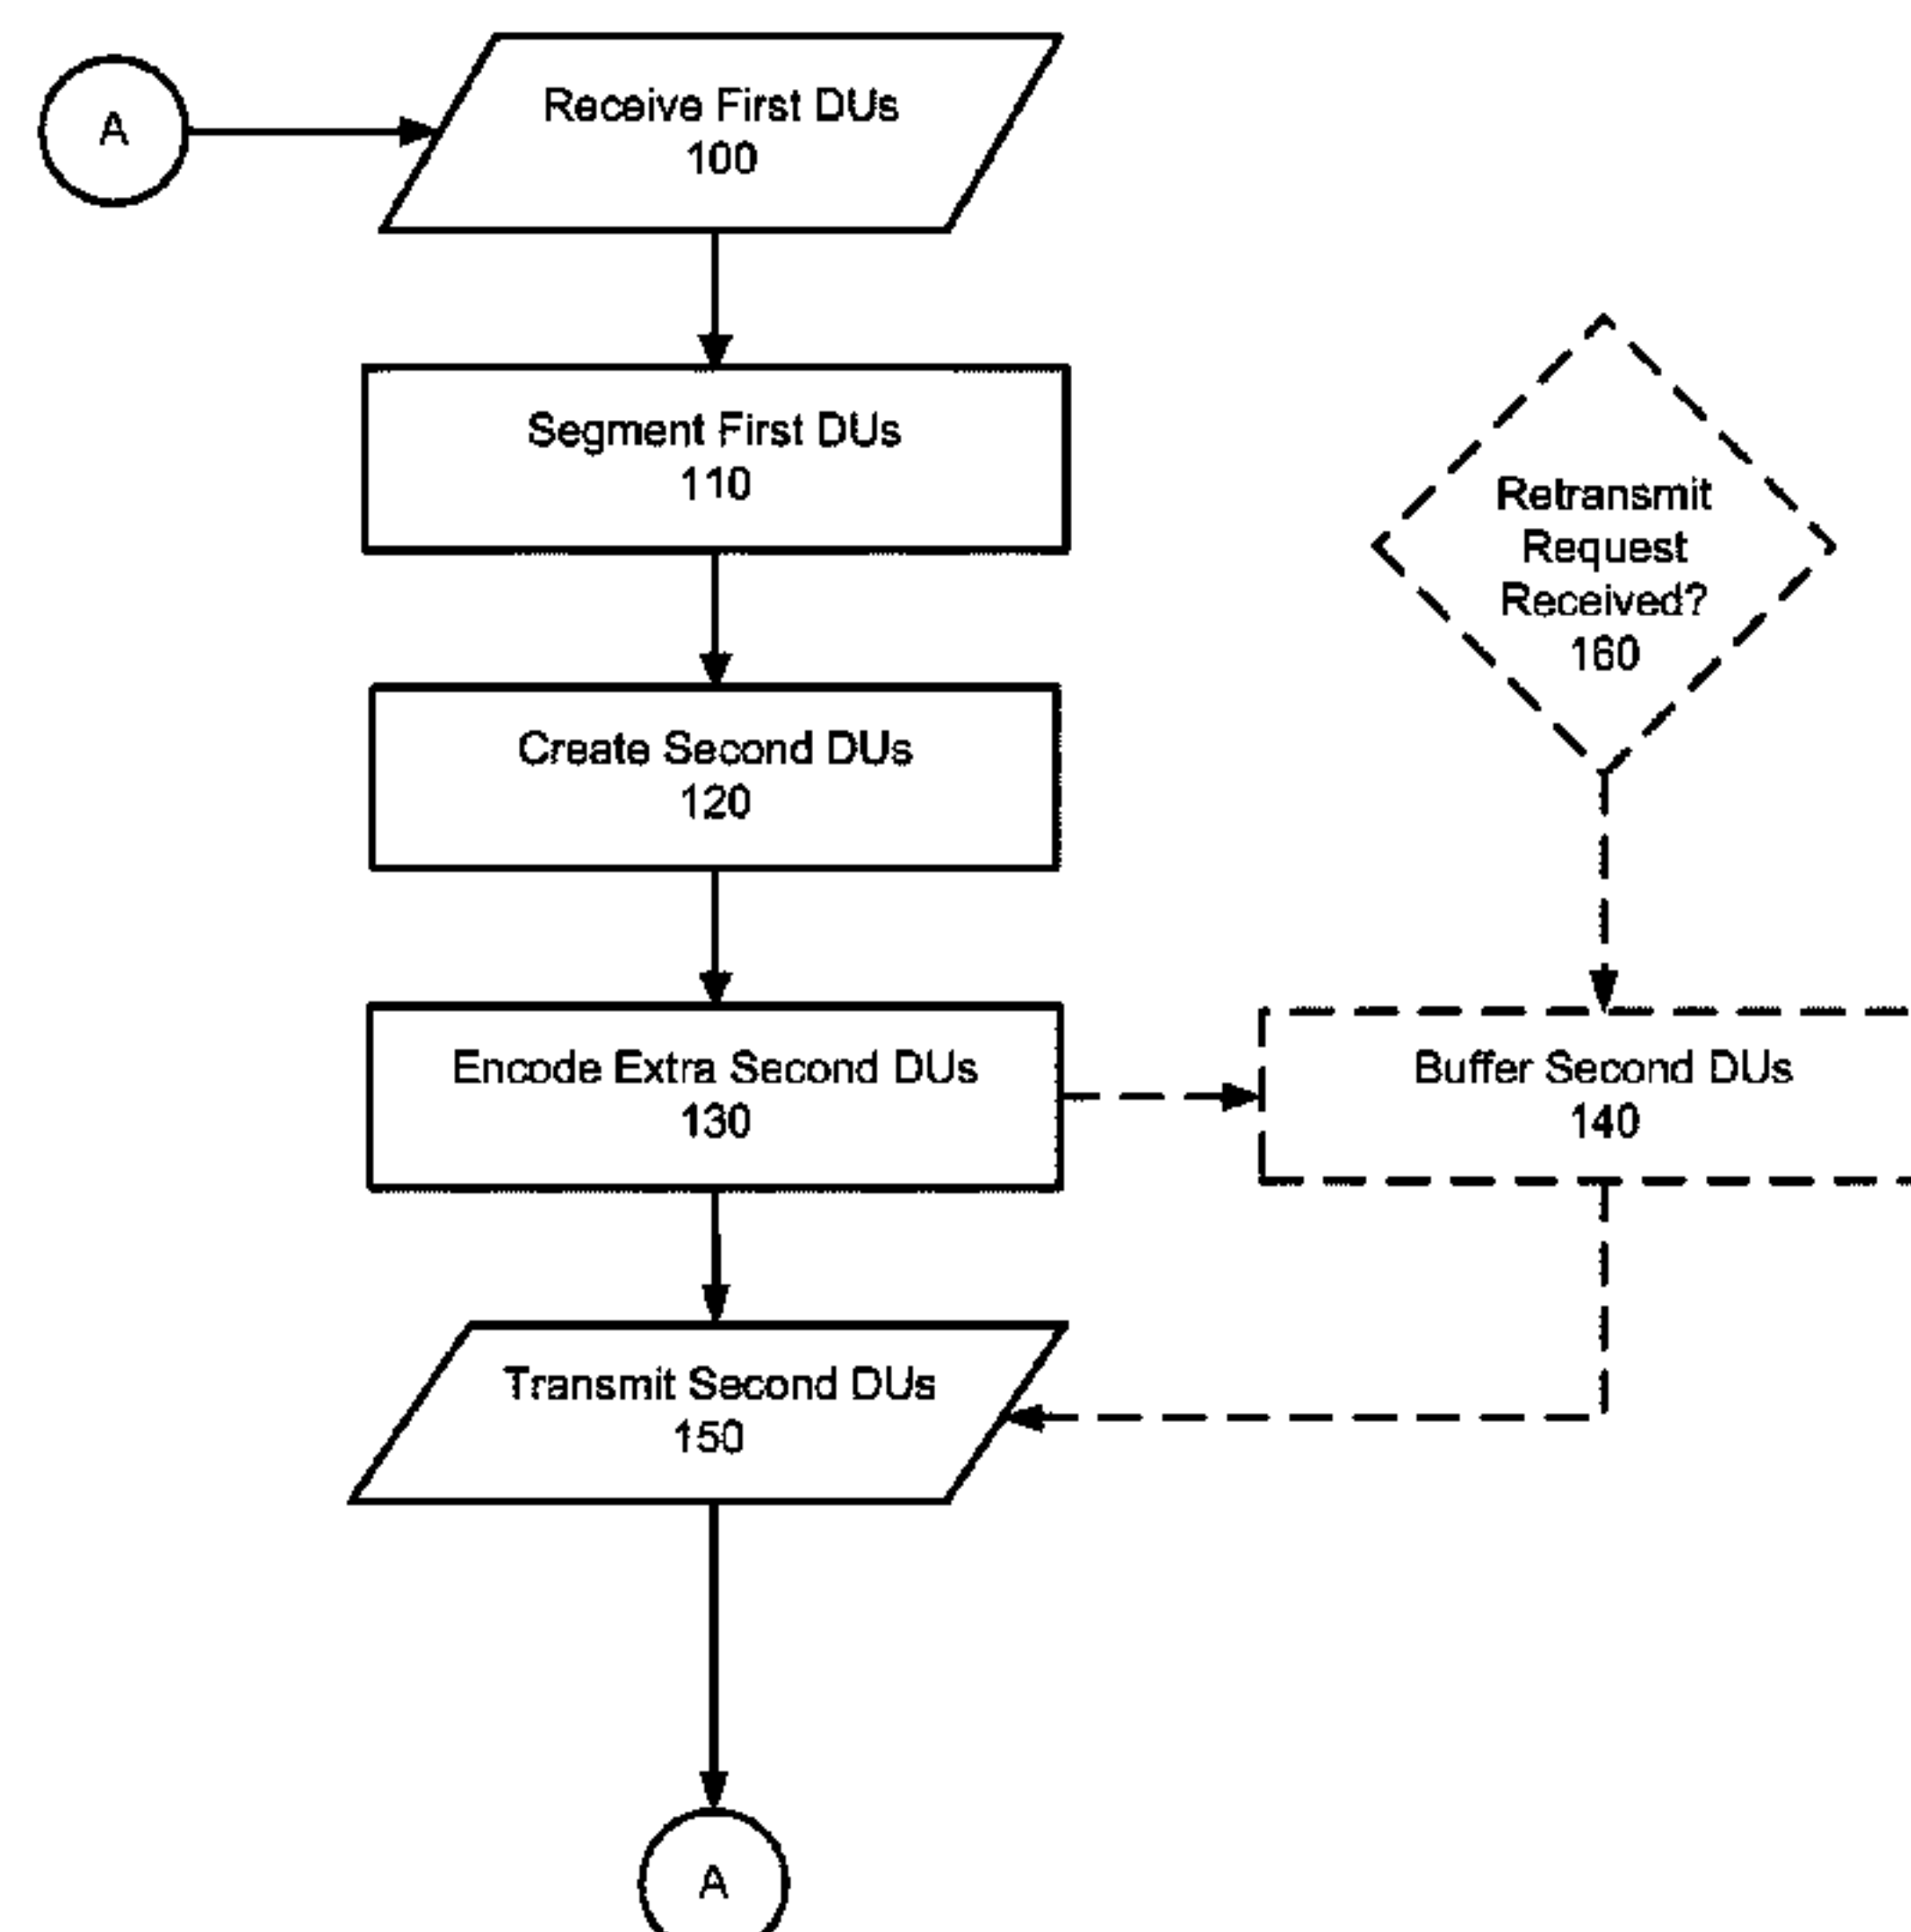 A
Receive First DUs
100
Segment First DUs
110
Retransmit
Request
Received?
160
Create Second DUs
120
Encode Extra Second DUs
130
Buffer Second DUs
140
Transmit Second DUs
150
A